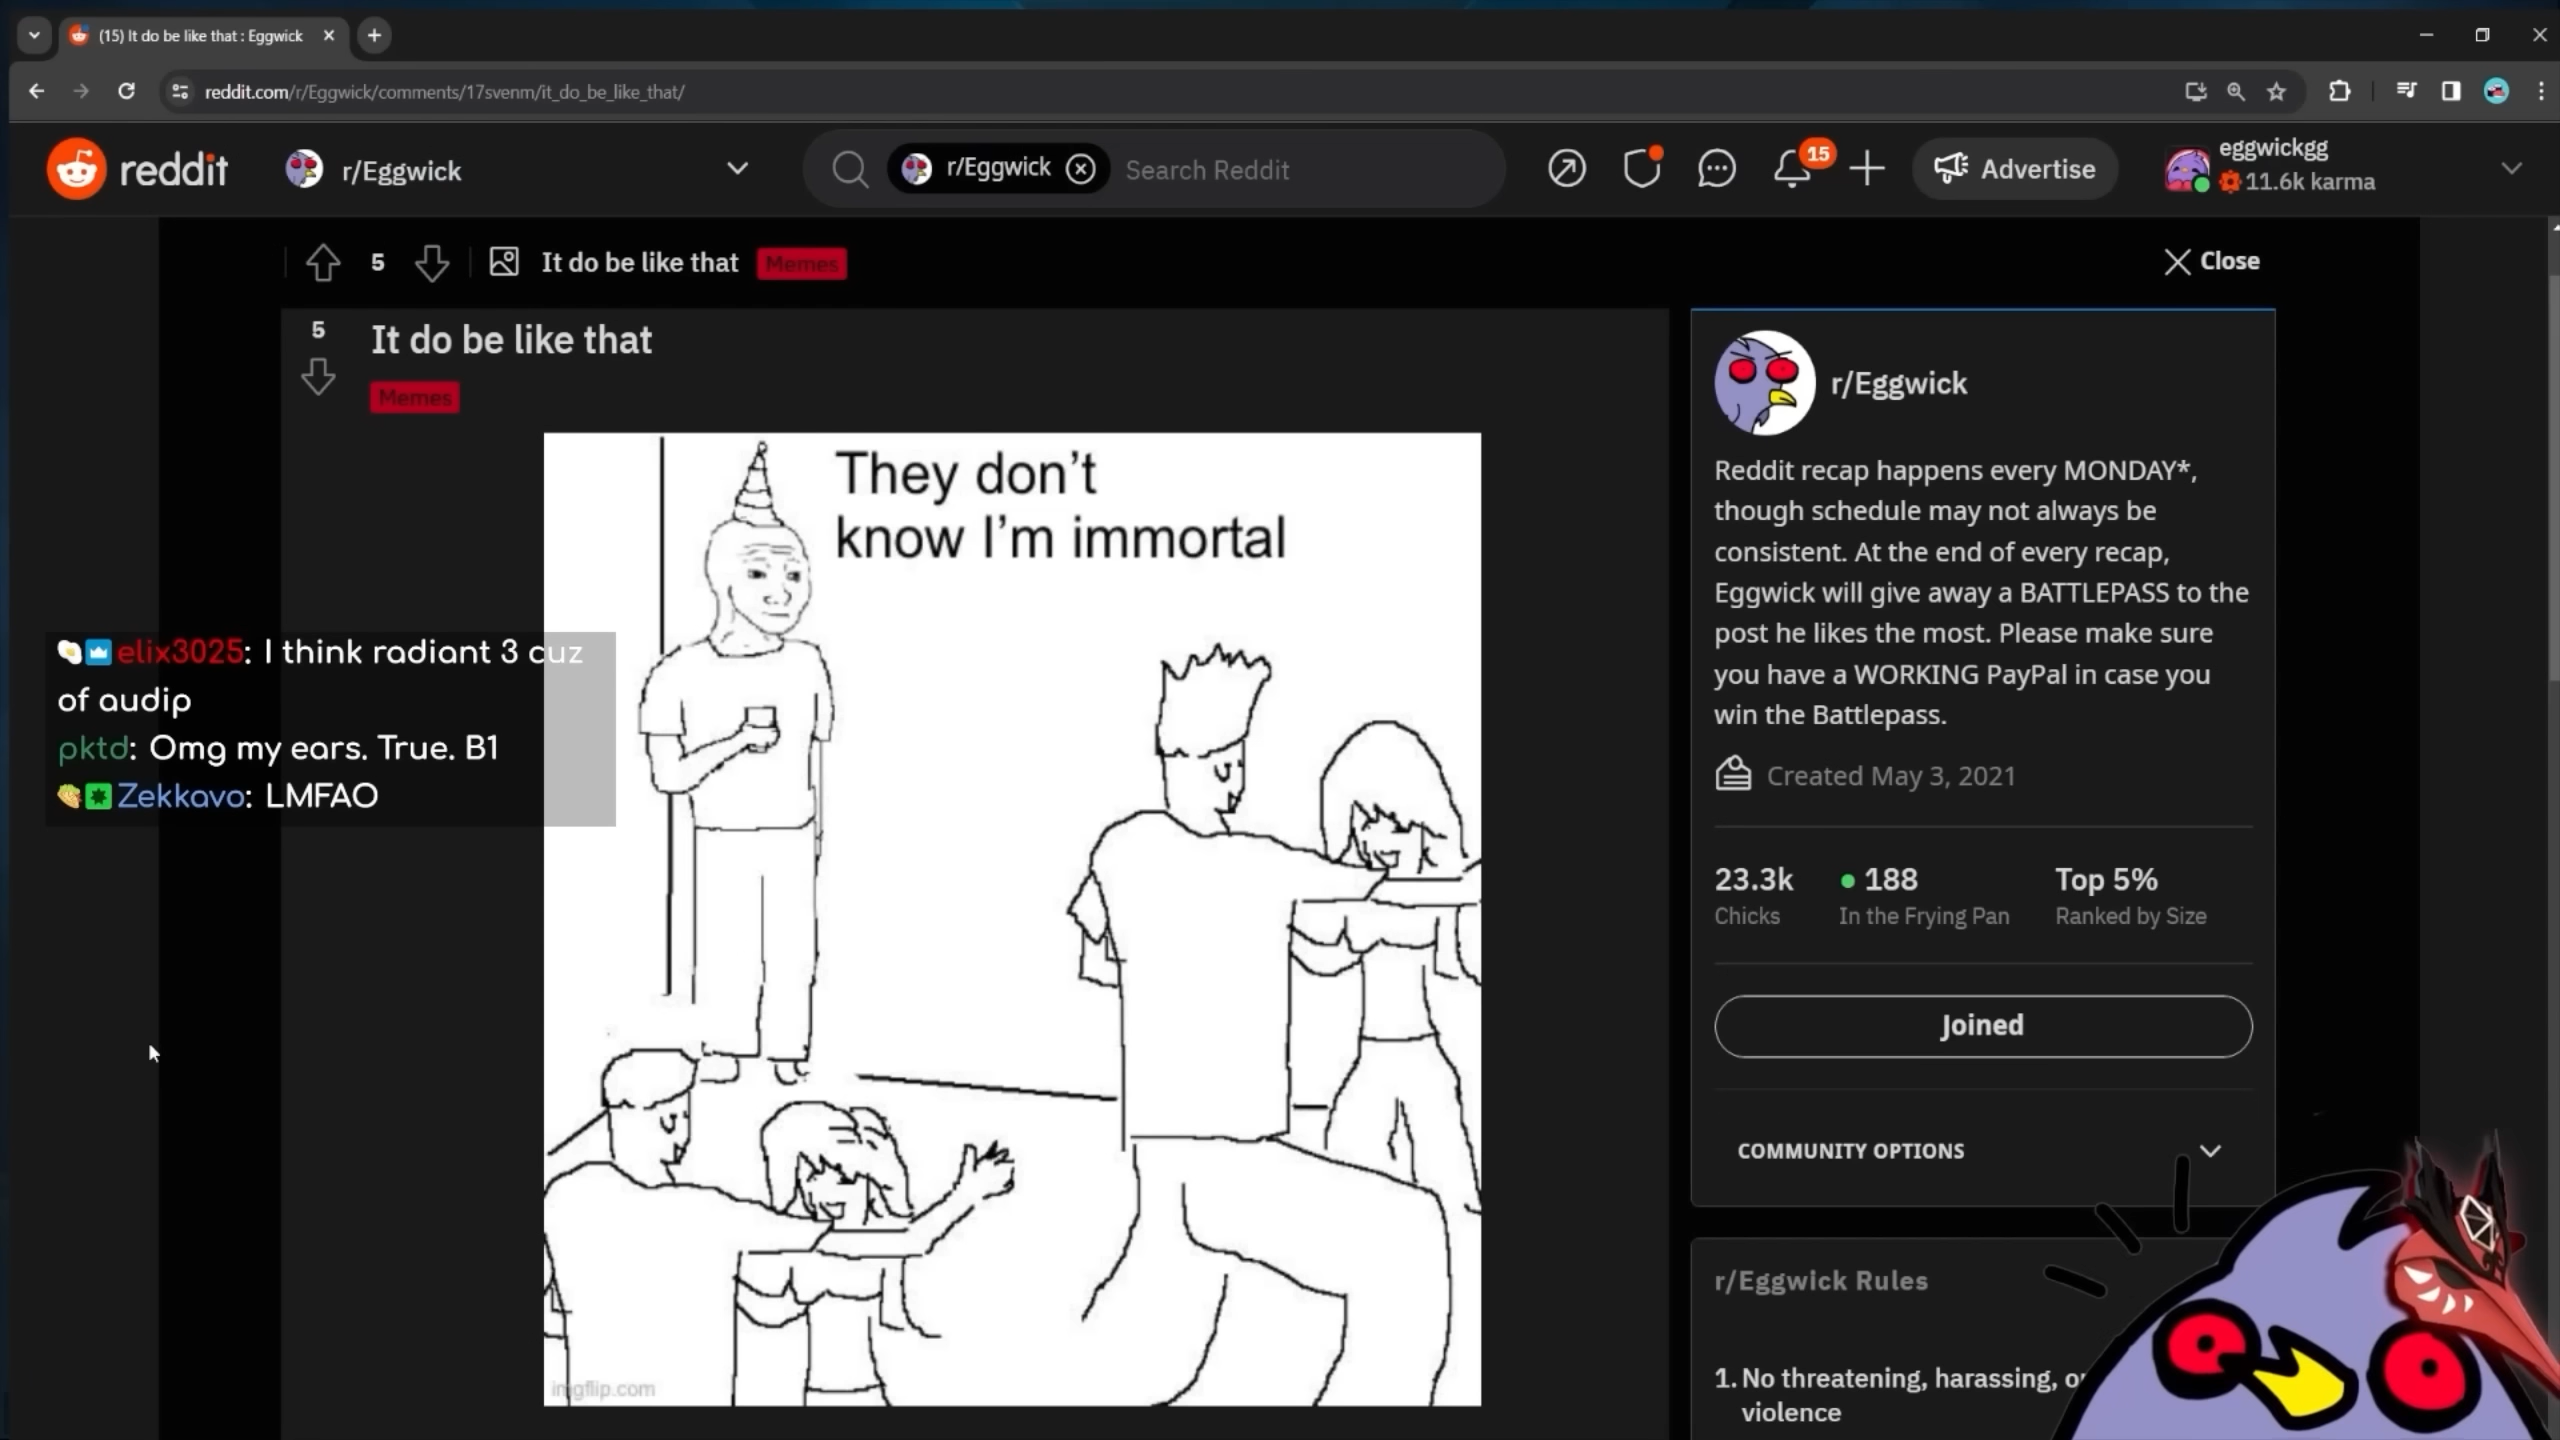 (15) It do be like that : Eggwick
reddit.com/r/Eggwick/comments/17svenm/it_do_be_like_that/
reddit
r/Eggwick
r/Eggwick
Search Reddit
15
Advertise
eggwickgg
11.6k karma
5
It do be like that
Memes
Close
5
It do be like that
Memes
They don't
know I'm immortal
imgflip.com
elix3025: I think radiant 3 cuz
of audip
pktd: Omg my ears. True. B1
Zekkavo: LMFAO
r/Eggwick
Reddit recap happens every MONDAY*,
though schedule may not always be
consistent. At the end of every recap,
Eggwick will give away a BATTLEPASS to the
post he likes the most. Please make sure
you have a WORKING PayPal in case you
win the Battlepass.
Created May 3, 2021
23.3k
188
Top 5%
Chicks
In the Frying Pan
Ranked by Size
Joined
COMMUNITY OPTIONS
r/Eggwick Rules
1. No threatening, harassing, or
violence